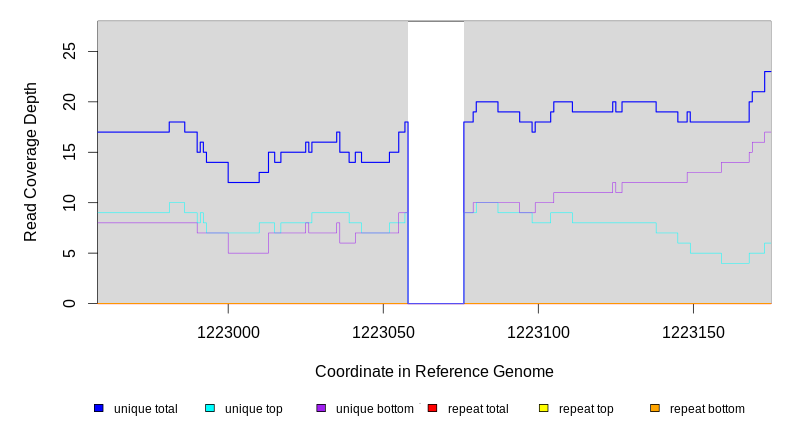 Read Coverage Depth
25
20
15
10
5
0
1223000 1223050 1223100 1223150
Coordinate in Reference Genome
unique total unique top unique bottom repeat total repeat top repeat bottom